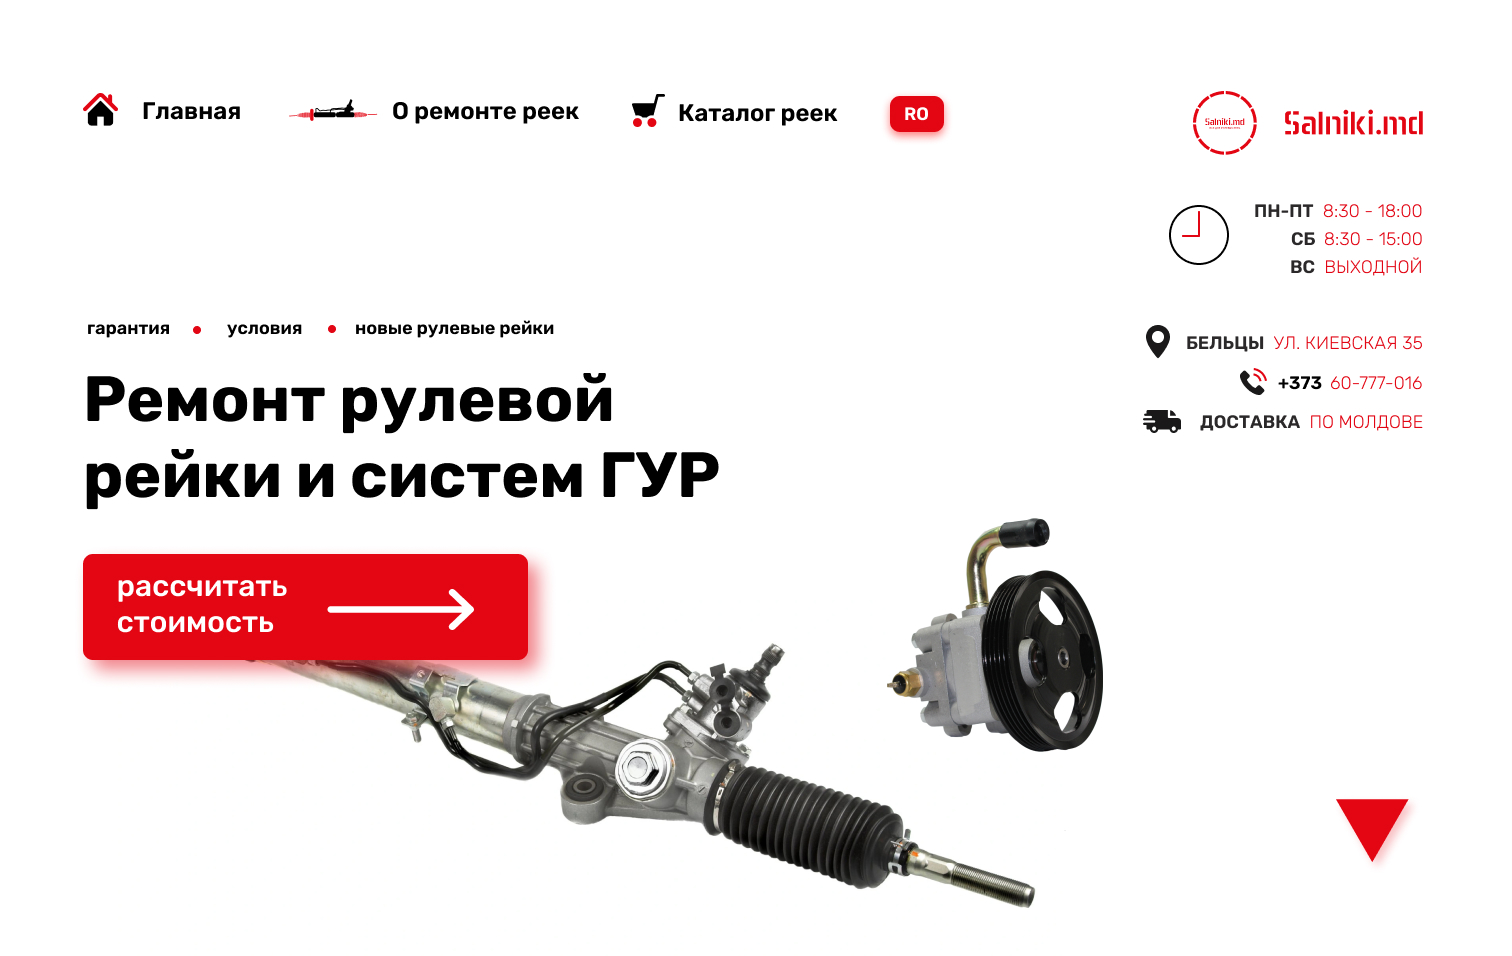 Главная
О ремонте реек
Каталог реек
RO
Salniki.md
Salniki.md
ПН-ПТ 8:30 - 18:00
СБ 8:30 - 15:00
ВС ВЫХОДНОЙ
гарантия
условия
новые рулевые рейки
БЕЛЬЦЫ УЛ. КИЕВСКАЯ 35
+373 60-777-016
ДОСТАВКА ПО МОЛДОВЕ
Ремонт рулевой
рейки и систем ГУР
рассчитать
стоимость